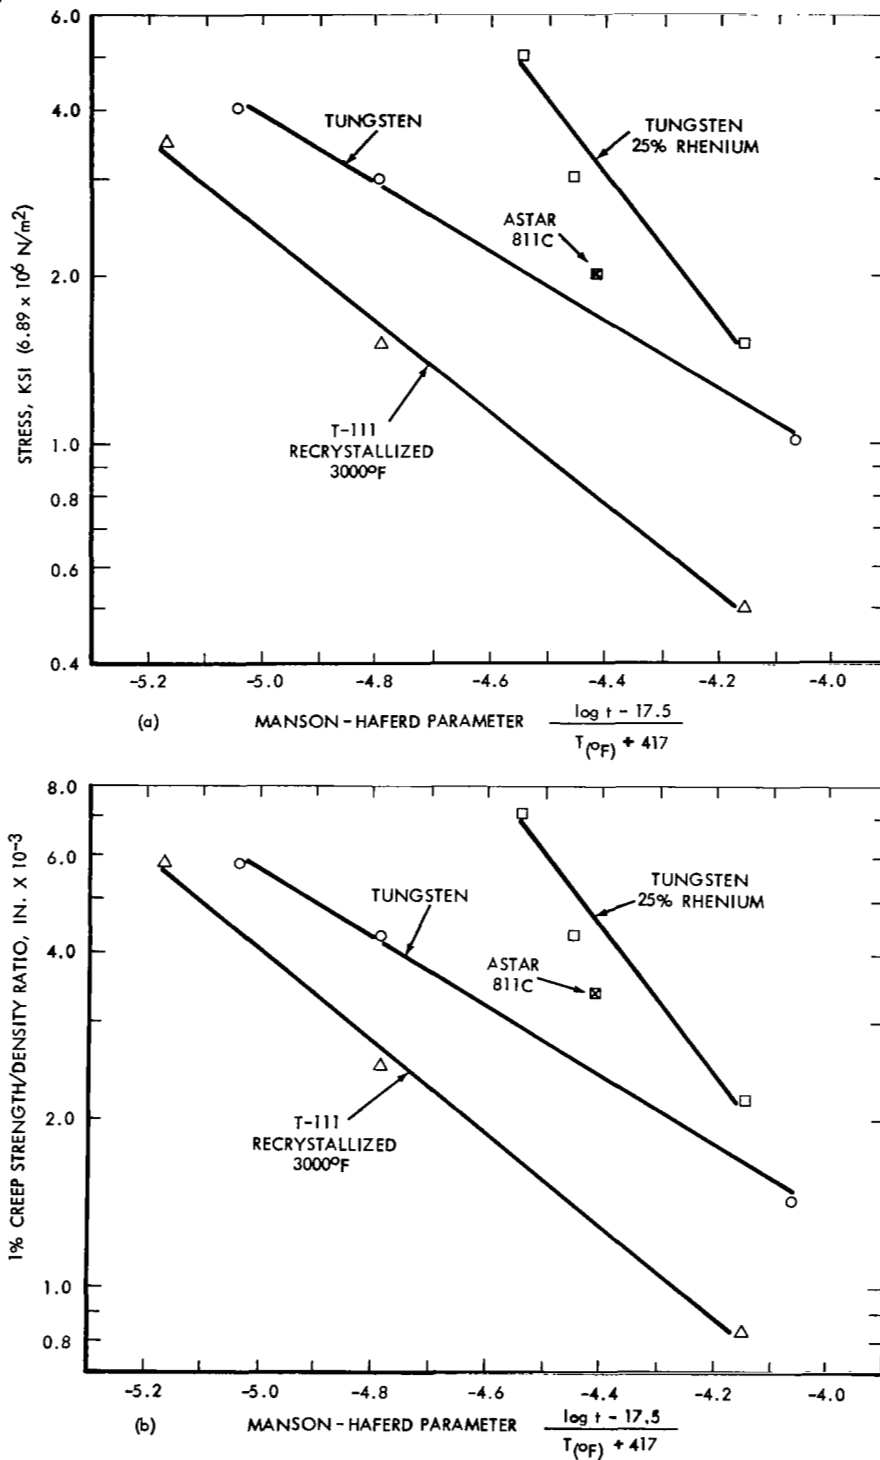 6.0
4.0
2.0
1.0
0.8
0.6
0.4
STRESS, KSI (6.89 x 10⁶ N/m²)
TUNGSTEN
TUNGSTEN
25% RHENIUM
ASTAR
811C
T-111
RECRYSTALLIZED
3000°F
-5.2 -5.0 -4.8 -4.6 -4.4 -4.2 -4.0
(a) MANSON-HAFERD PARAMETER log t - 17.5
T(°F) + 417
8.0
6.0
4.0
2.0
1.0
0.8
1% CREEP STRENGTH/DENSITY RATIO, IN. X 10⁻³
TUNGSTEN
TUNGSTEN
25% RHENIUM
ASTAR
811C
T-111
RECRYSTALLIZED
3000°F
-5.2 -5.0 -4.8 -4.6 -4.4 -4.2 -4.0
(b) MANSON-HAFERD PARAMETER log t - 17.5
T(°F) + 417